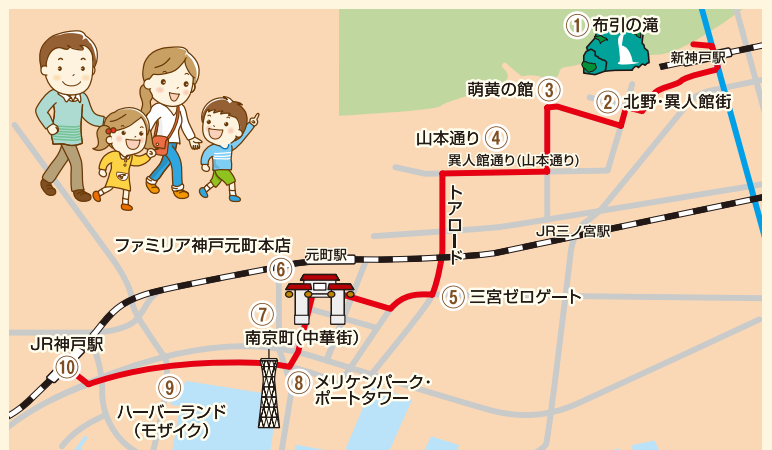 ① 布引の滝
新神戸駅
萌黄の館 ③
② 北野・異人館街
山本通り ④
異人館通り(山本通り)
トアロード
JR三ノ宮駅
ファミリア神戸元町本店
⑥
元町駅
⑤ 三宮ゼロゲート
⑦
南京町(中華街)
JR神戸駅
⑩
⑧ メリケンパーク・
ポートタワー
⑨
ハーバーランド
(モザイク)